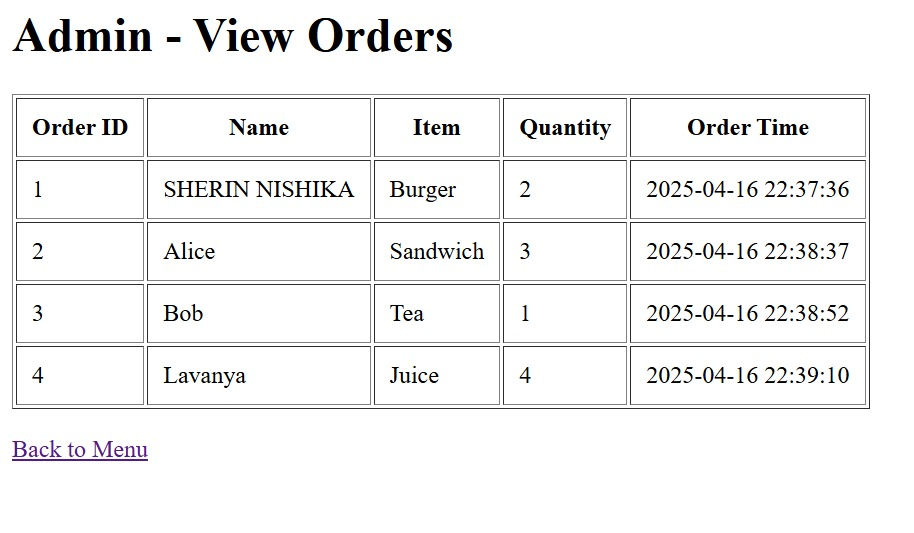 Admin - View Orders
Order ID Name Item Quantity Order Time
1 SHERIN NISHIKA Burger 2 2025-04-16 22:37:36
2 Alice Sandwich 3 2025-04-16 22:38:37
3 Bob Tea 1 2025-04-16 22:38:52
4 Lavanya Juice 4 2025-04-16 22:39:10
Back to Menu